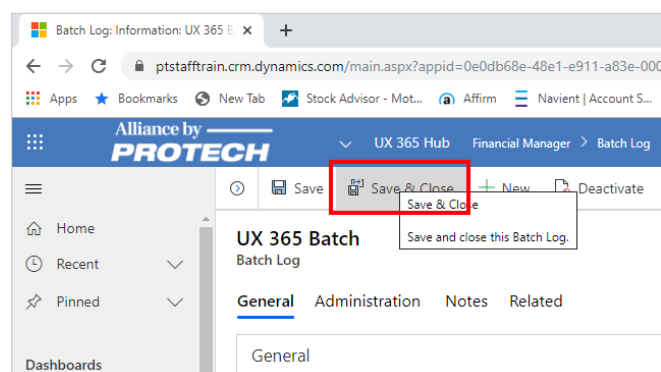 Batch Log: Information: UX 365 B
ptstafftrain.crm.dynamics.com/main.aspx?appid=0e0db68e-48e1-e911-a83e-000
Apps Bookmarks New Tab Stock Advisor - Mot... Affirm Navient | Account S...
Alliance by
PROTECH
UX 365 Hub Financial Manager > Batch Log
Save Save & Close New Deactivate
Save & Close
Save and close this Batch Log.
Home
Recent
Pinned
Dashboards
UX 365 Batch
Batch Log
General Administration Notes Related
General